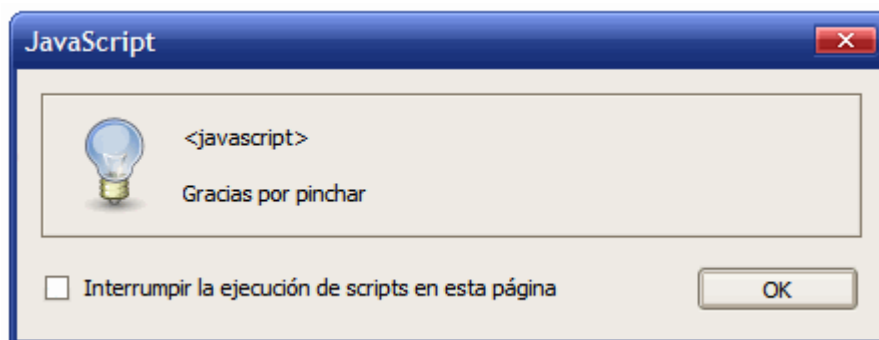 JavaScript
<javascript>
Gracias por pinchar
Interrumpir la ejecución de scripts en esta página
OK